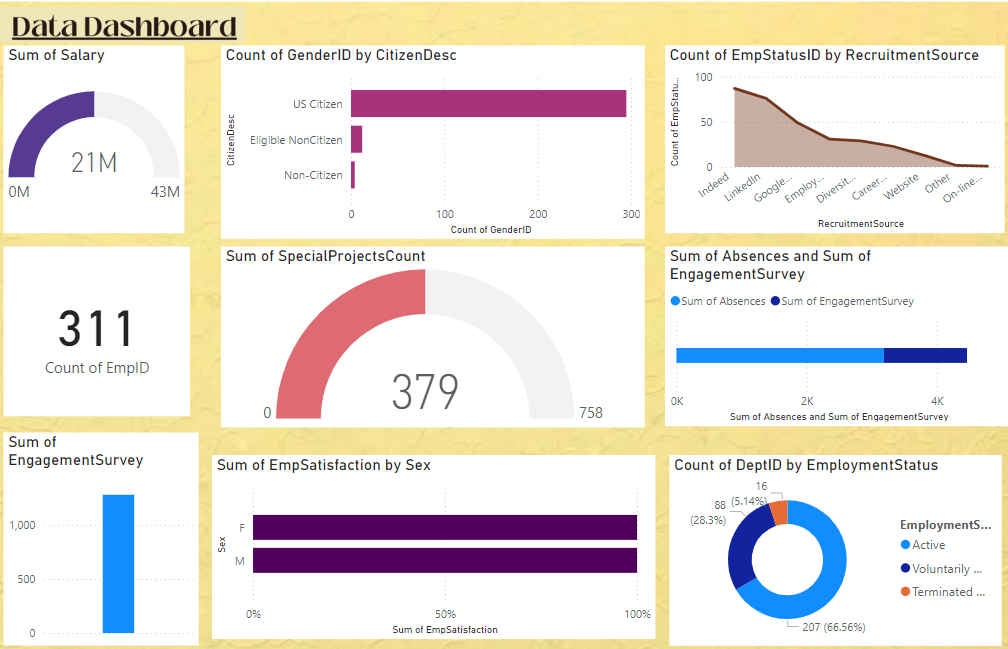 Data Dashboard
Sum of Salary
21M
0M
43M
Count of GenderID by CitizenDesc
CitizenDesc
US Citizen
Eligible NonCitizen
Non-Citizen
0
100
200
300
Count of GenderID
Count of EmpStatusID by RecruitmentSource
Count of EmpStatu...
100
50
0
Indeed
LinkedIn
Google...
Employ...
Diversit...
Career...
Website
Other
On-line...
RecruitmentSource
311
Count of EmpID
Sum of SpecialProjectsCount
379
0
758
Sum of Absences and Sum of
EngagementSurvey
Sum of Absences
Sum of EngagementSurvey
0K
2K
4K
Sum of Absences and Sum of EngagementSurvey
Sum of
EngagementSurvey
1,000
500
0
Sum of EmpSatisfaction by Sex
Sex
F
M
0%
50%
100%
Sum of EmpSatisfaction
Count of DeptID by EmploymentStatus
16
(5.14%)
88
(28.3%)
207 (66.56%)
EmploymentS...
Active
Voluntarily ...
Terminated ...